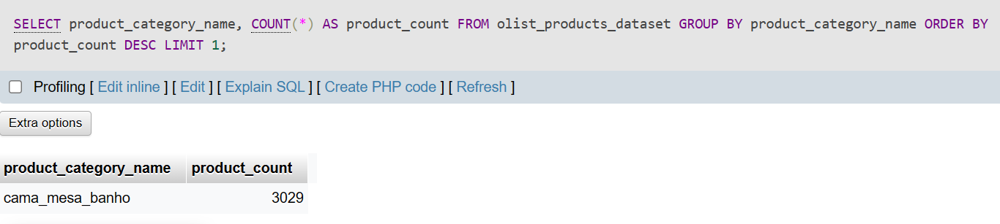 SELECT product_category_name, COUNT(*) AS product_count FROM olist_products_dataset GROUP BY product_category_name ORDER BY
product_count DESC LIMIT 1;
Profiling [ Edit inline ] [ Edit ] [ Explain SQL ] [ Create PHP code ] [ Refresh ]
Extra options
product_category_name product_count
cama_mesa_banho 3029